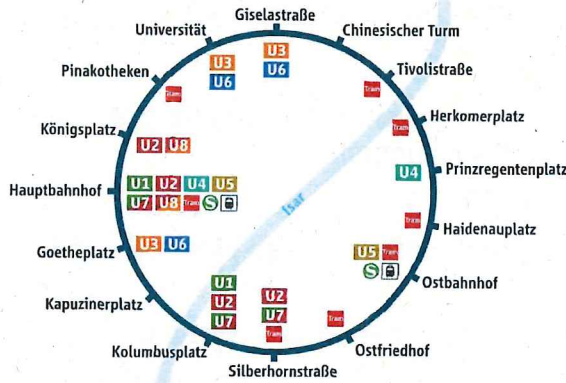 Giselastraße
Universität
Chinesischer Turm
U3
U3
U6
U6
Pinakotheken
Tivolistraße
Tram
Tram
Herkomerplatz
Tram
Königsplatz
U2 U8
Prinzregentenplatz
U4
Hauptbahnhof
U1 U2 U4 U5
U7 U8 Tram S
Isar
Haidenauplatz
Tram
Goetheplatz
U3 U6
U5 Tram
S
Ostbahnhof
Kapuzinerplatz
U1
U2
U7
U2
U7
Tram
Tram
Kolumbusplatz
Ostfriedhof
Silberhornstraße